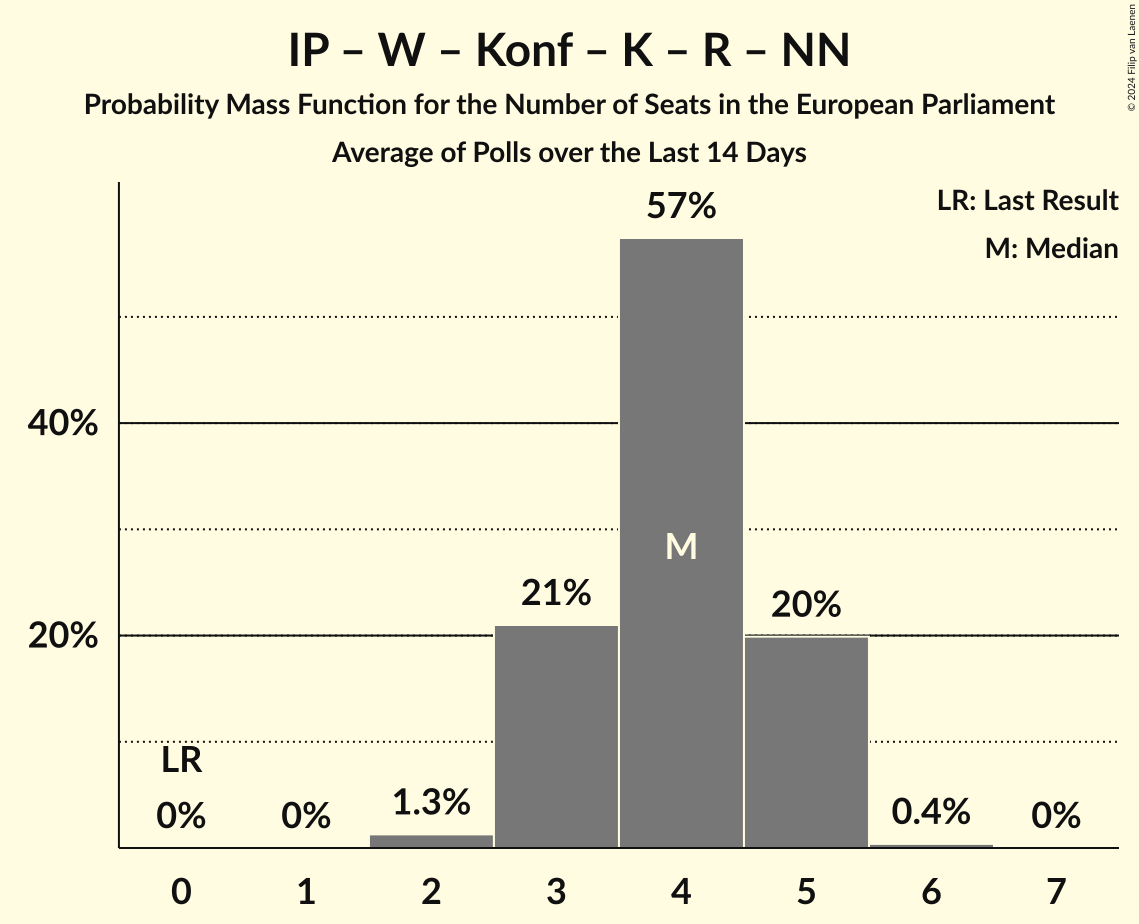 IP – W – Konf – K – R – NN
Probability Mass Function for the Number of Seats in the European Parliament
Average of Polls over the Last 14 Days
© 2024 Filip van Laenen
LR: Last Result
M: Median
57%
40%
M
21%
20%
20%
LR
0%
0%
1.3%
0.4%
0%
0 1 2 3 4 5 6 7